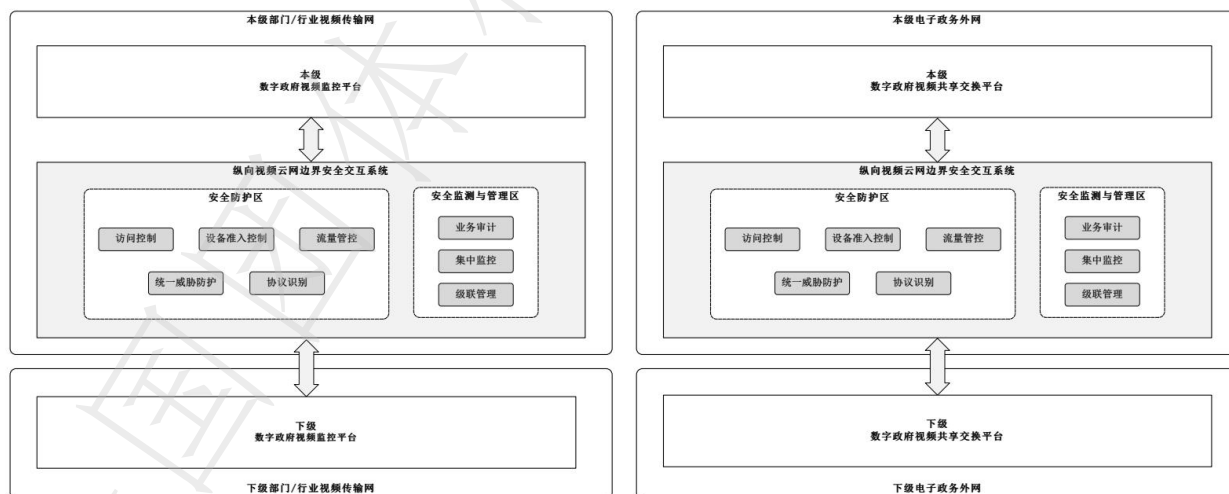 本级部门/行业视频传输网
本级
数字政府视频监控平台
纵向视频云网边界安全交互系统
安全防护区
访问控制
设备准入控制
流量管控
统一威胁防护
协议识别
安全监测与管理区
业务审计
集中监控
级联管理
下级
数字政府视频监控平台
下级部门/行业视频传输网
本级电子政务外网
本级
数字政府视频共享交换平台
纵向视频云网边界安全交互系统
安全防护区
访问控制
设备准入控制
流量管控
统一威胁防护
协议识别
安全监测与管理区
业务审计
集中监控
级联管理
下级
数字政府视频共享交换平台
下级电子政务外网
国团体